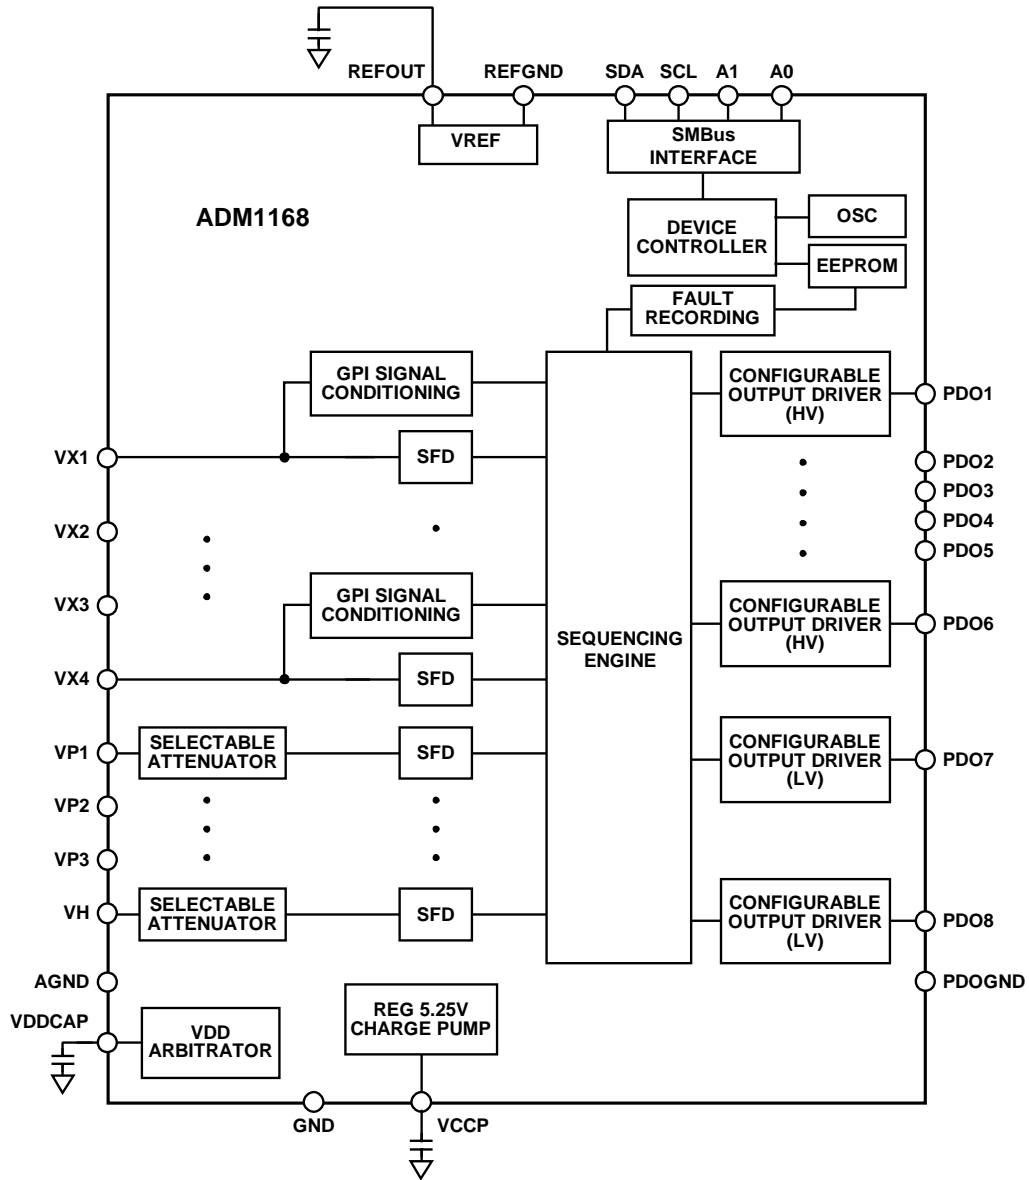 REFOUT
REFGND
SDA
SCL
A1
A0
VREF
SMBus
INTERFACE
ADM1168
DEVICE
CONTROLLER
OSC
EEPROM
FAULT
RECORDING
GPI SIGNAL
CONDITIONING
CONFIGURABLE
OUTPUT DRIVER
(HV)
PDO1
VX1
SFD
PDO2
PDO3
VX2
PDO4
PDO5
GPI SIGNAL
CONDITIONING
VX3
CONFIGURABLE
OUTPUT DRIVER
(HV)
PDO6
SEQUENCING
ENGINE
VX4
SFD
VP1
SELECTABLE
ATTENUATOR
SFD
CONFIGURABLE
OUTPUT DRIVER
(LV)
PDO7
VP2
VP3
VH
SELECTABLE
ATTENUATOR
SFD
CONFIGURABLE
OUTPUT DRIVER
(LV)
PDO8
AGND
PDOGND
VDDCAP
VDD
ARBITRATOR
REG 5.25V
CHARGE PUMP
GND
VCCP